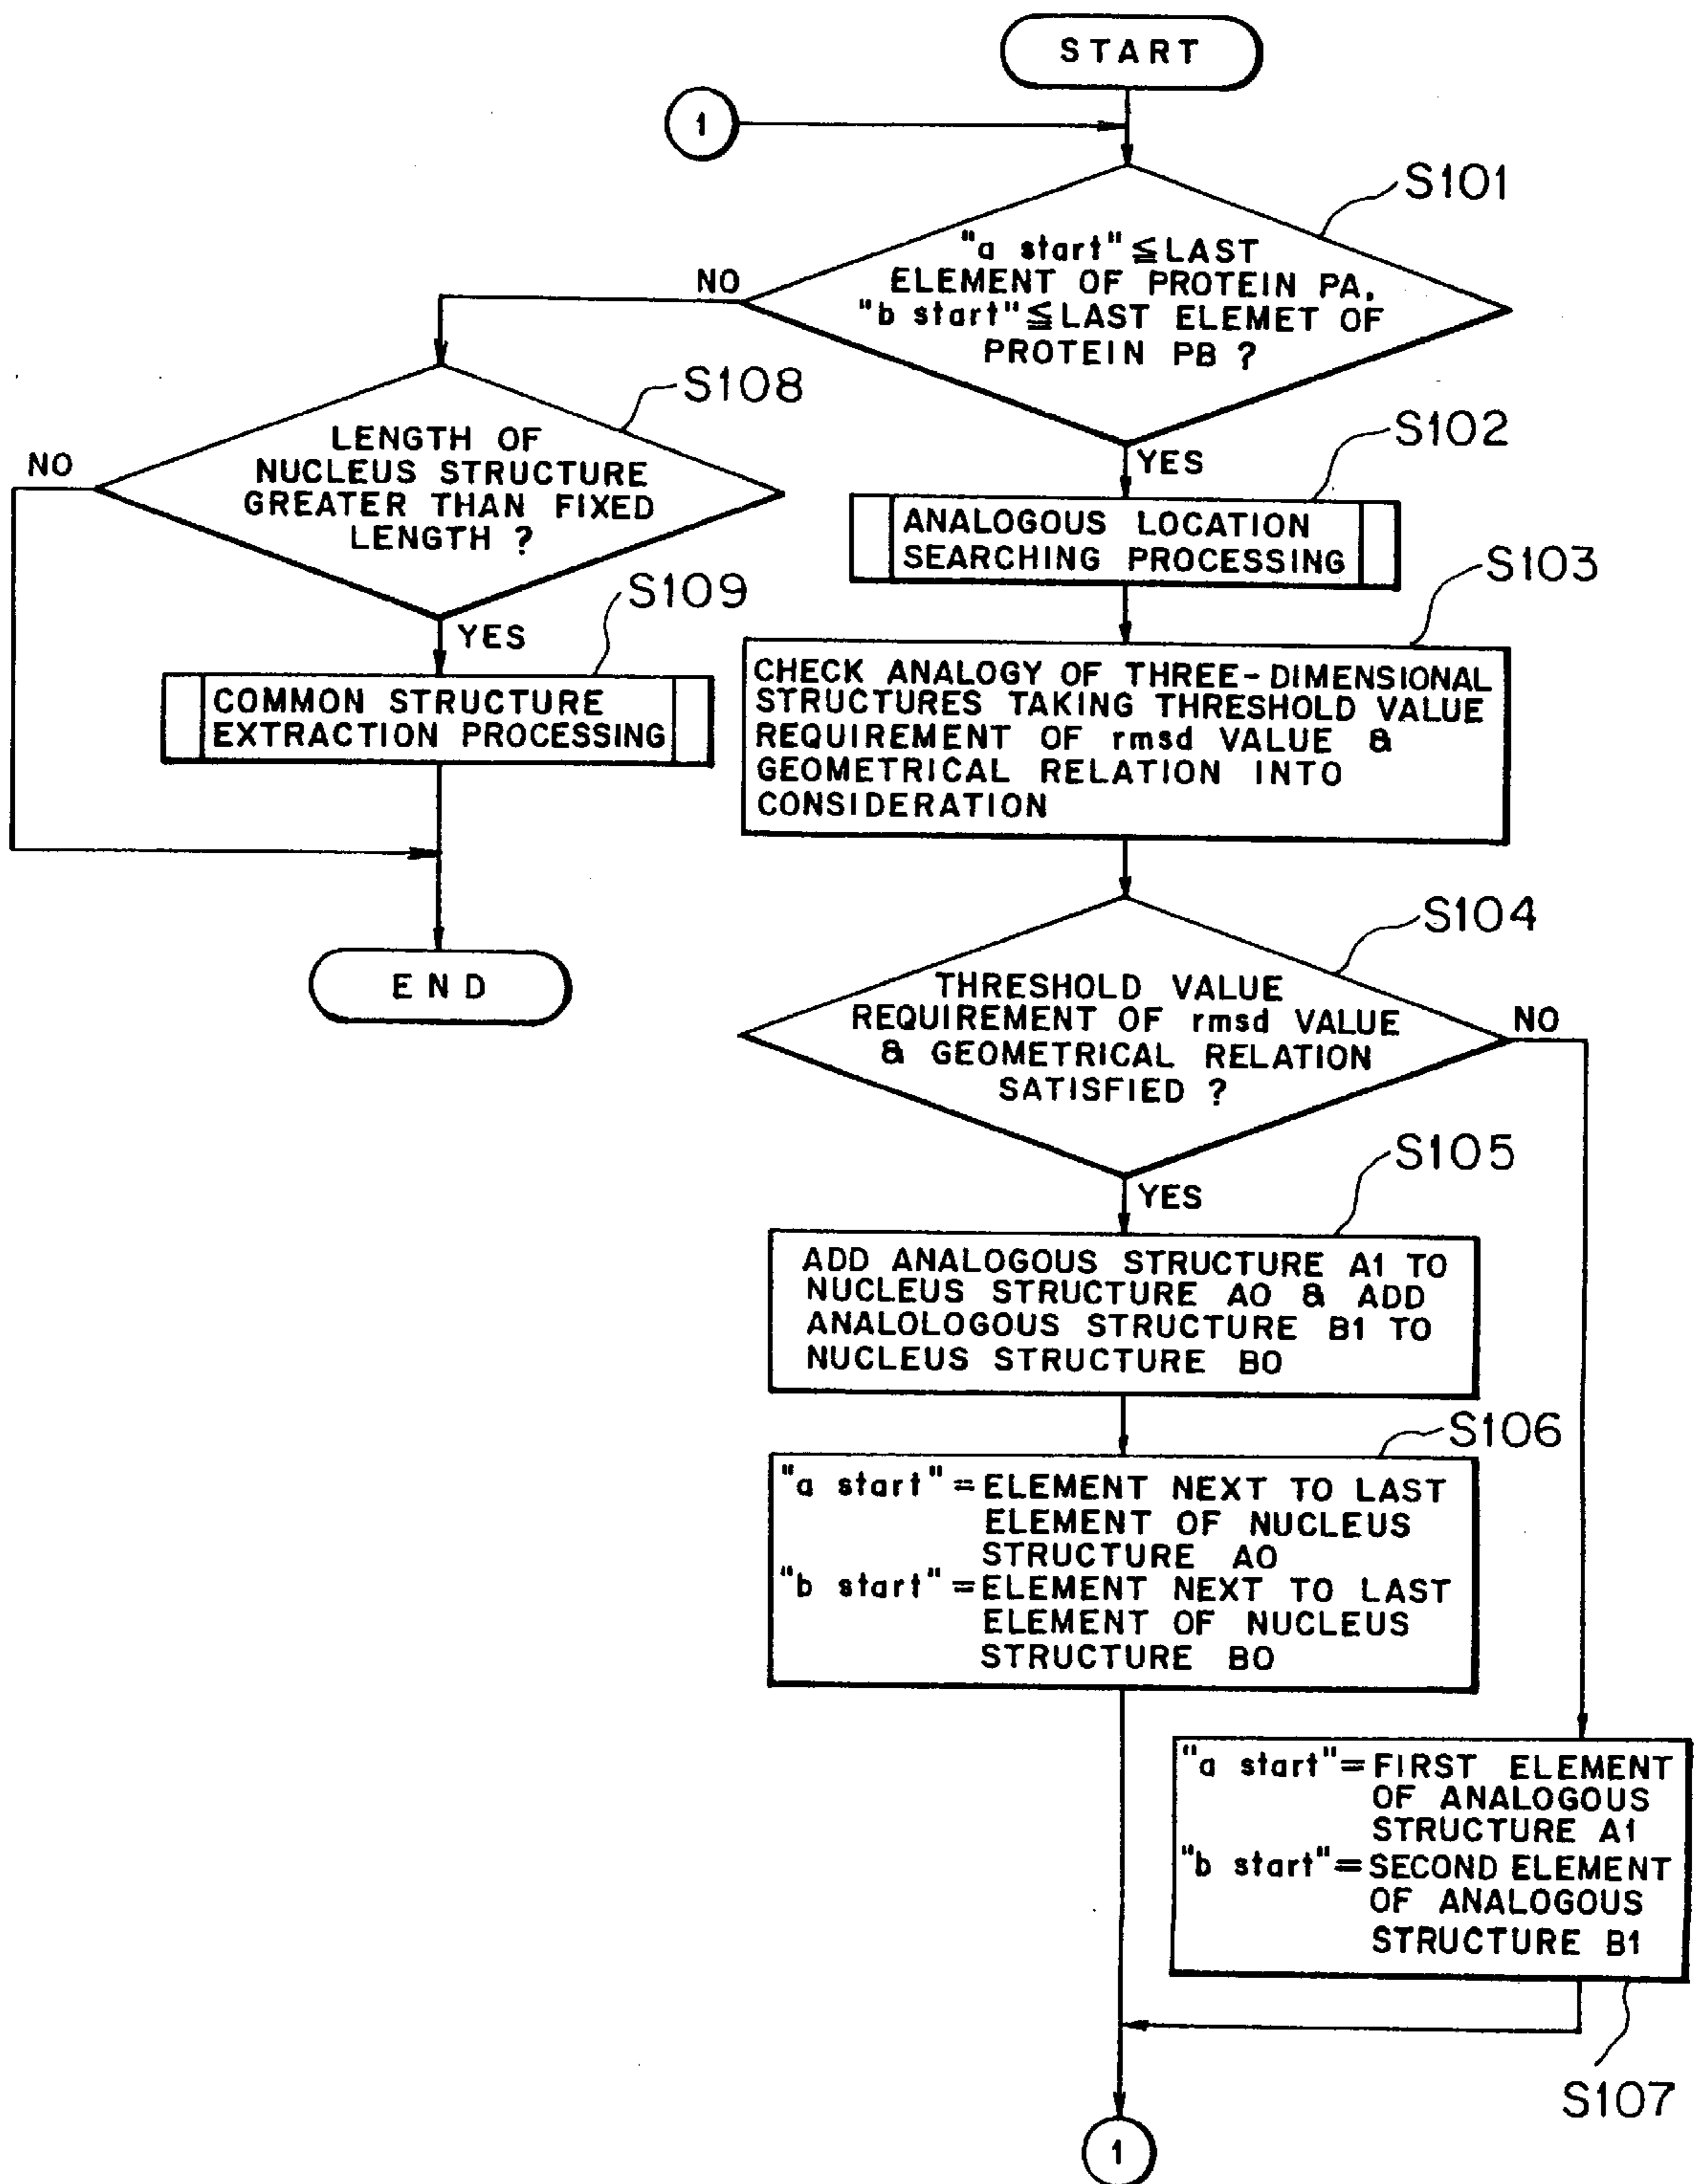 START
1
S101
"a start"≦LAST
ELEMENT OF PROTEIN PA,
"b start"≦LAST ELEMET OF
PROTEIN PB ?
NO
YES
S108
LENGTH OF
NUCLEUS STRUCTURE
GREATER THAN FIXED
LENGTH ?
NO
YES
S102
ANALOGOUS LOCATION
SEARCHING PROCESSING
S109
COMMON STRUCTURE
EXTRACTION PROCESSING
END
S103
CHECK ANALOGY OF THREE-DIMENSIONAL
STRUCTURES TAKING THRESHOLD VALUE
REQUIREMENT OF rmsd VALUE &
GEOMETRICAL RELATION INTO
CONSIDERATION
S104
THRESHOLD VALUE
REQUIREMENT OF rmsd VALUE
& GEOMETRICAL RELATION
SATISFIED ?
NO
YES
S105
ADD ANALOGOUS STRUCTURE A1 TO
NUCLEUS STRUCTURE A0 & ADD
ANALOLOGOUS STRUCTURE B1 TO
NUCLEUS STRUCTURE B0
S106
"a start"=ELEMENT NEXT TO LAST
ELEMENT OF NUCLEUS
STRUCTURE A0
"b start"=ELEMENT NEXT TO LAST
ELEMENT OF NUCLEUS
STRUCTURE B0
"a start"=FIRST ELEMENT
OF ANALOGOUS
STRUCTURE A1
"b start"=SECOND ELEMENT
OF ANALOGOUS
STRUCTURE B1
S107
1